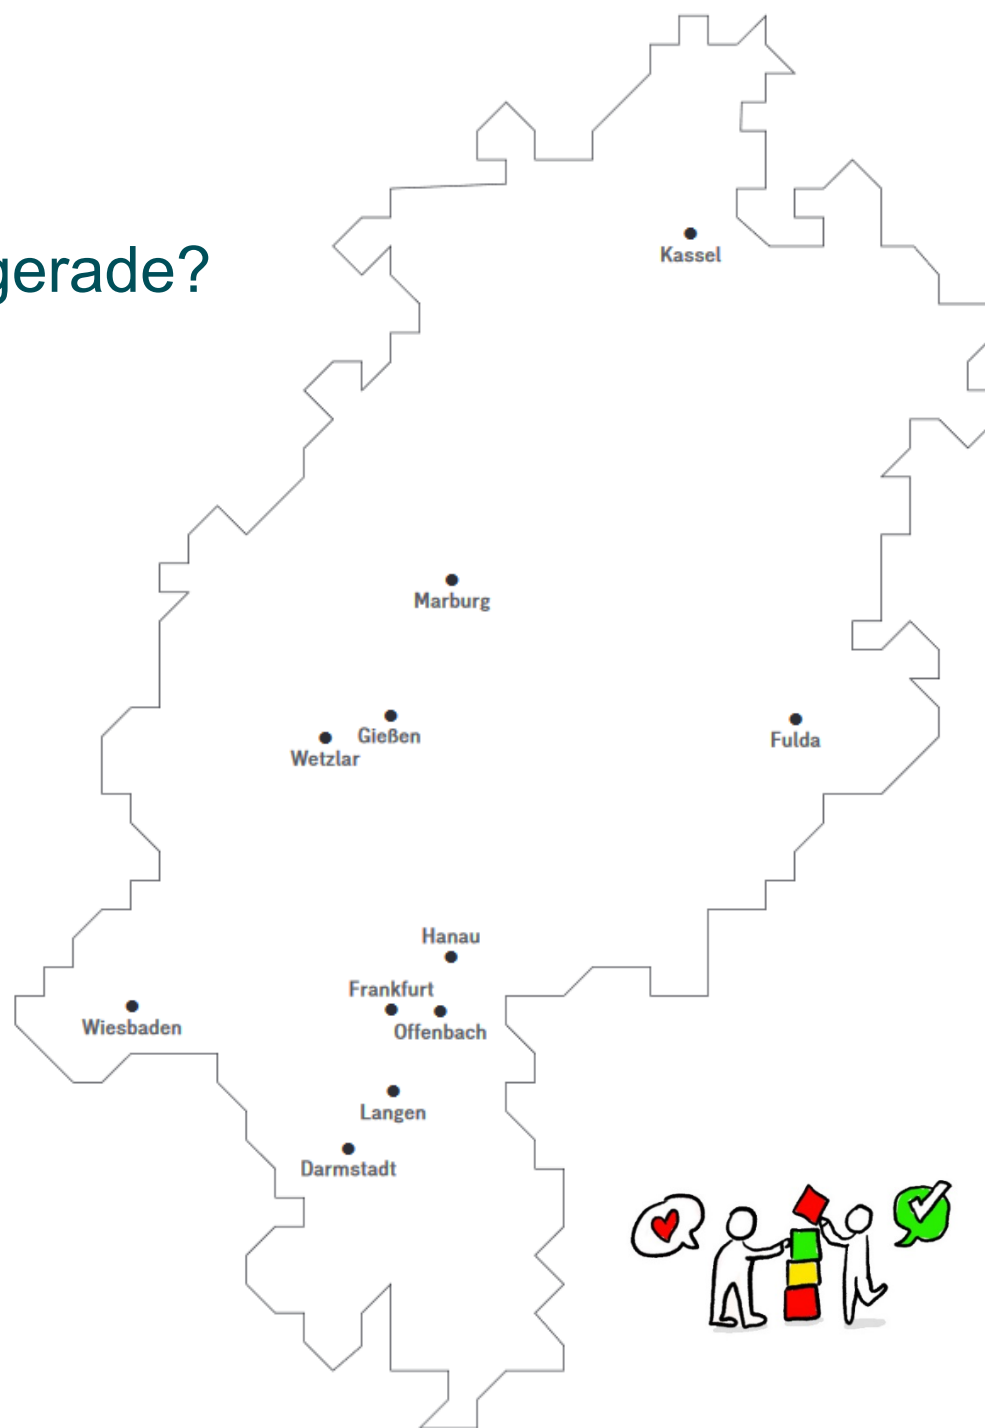 gerade?
Kassel
Marburg
Gießen
Wetzlar
Fulda
Hanau
Frankfurt
Offenbach
Wiesbaden
Langen
Darmstadt